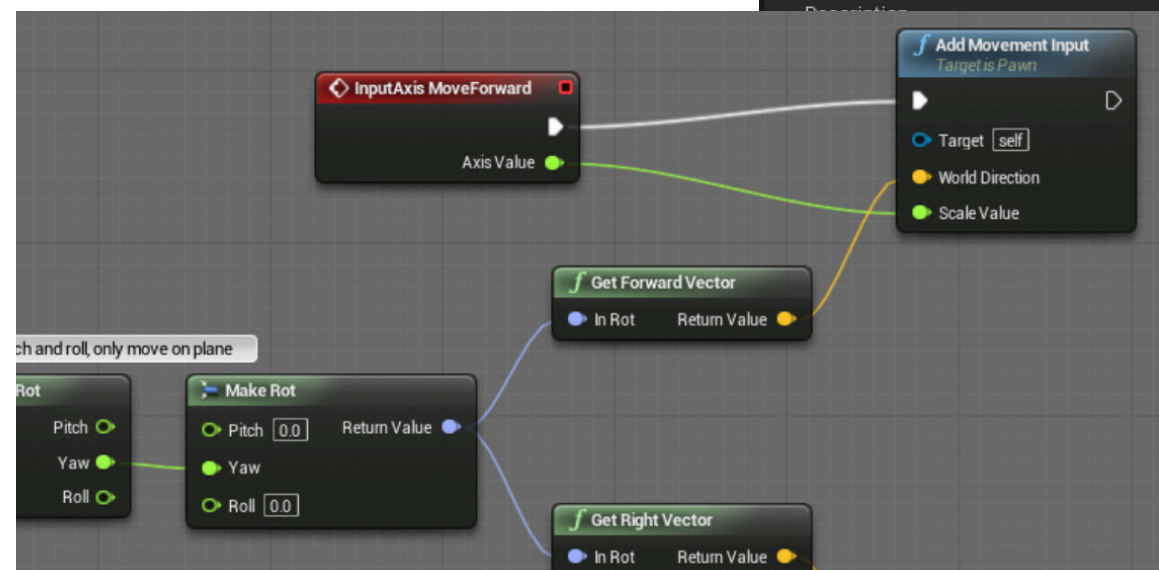 Description
InputAxis MoveForward
Axis Value
Add Movement Input
Target is Pawn
Target self
World Direction
Scale Value
Get Forward Vector
In Rot Return Value
ch and roll, only move on plane
Rot
Pitch
Yaw
Roll
Make Rot
Pitch 0.0 Return Value
Yaw
Roll 0.0
Get Right Vector
In Rot Return Value